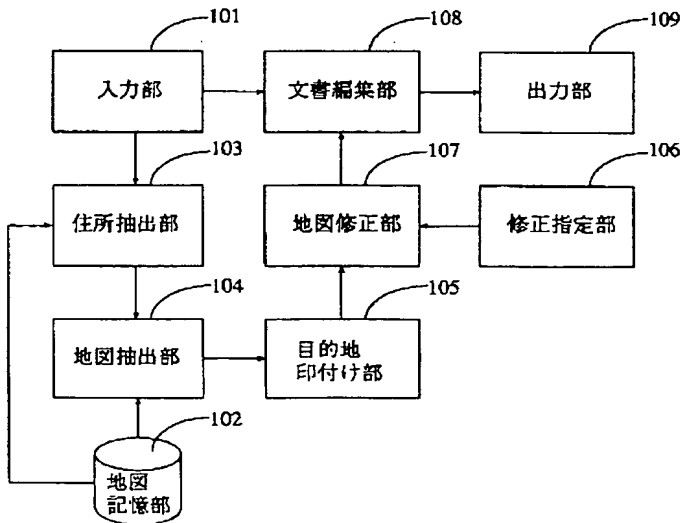 101
108
109
入力部
文書編集部
出力部
103
107
106
住所抽出部
地図修正部
修正指定部
104
105
地図抽出部
目的地
印付け部
102
地図
記憶部